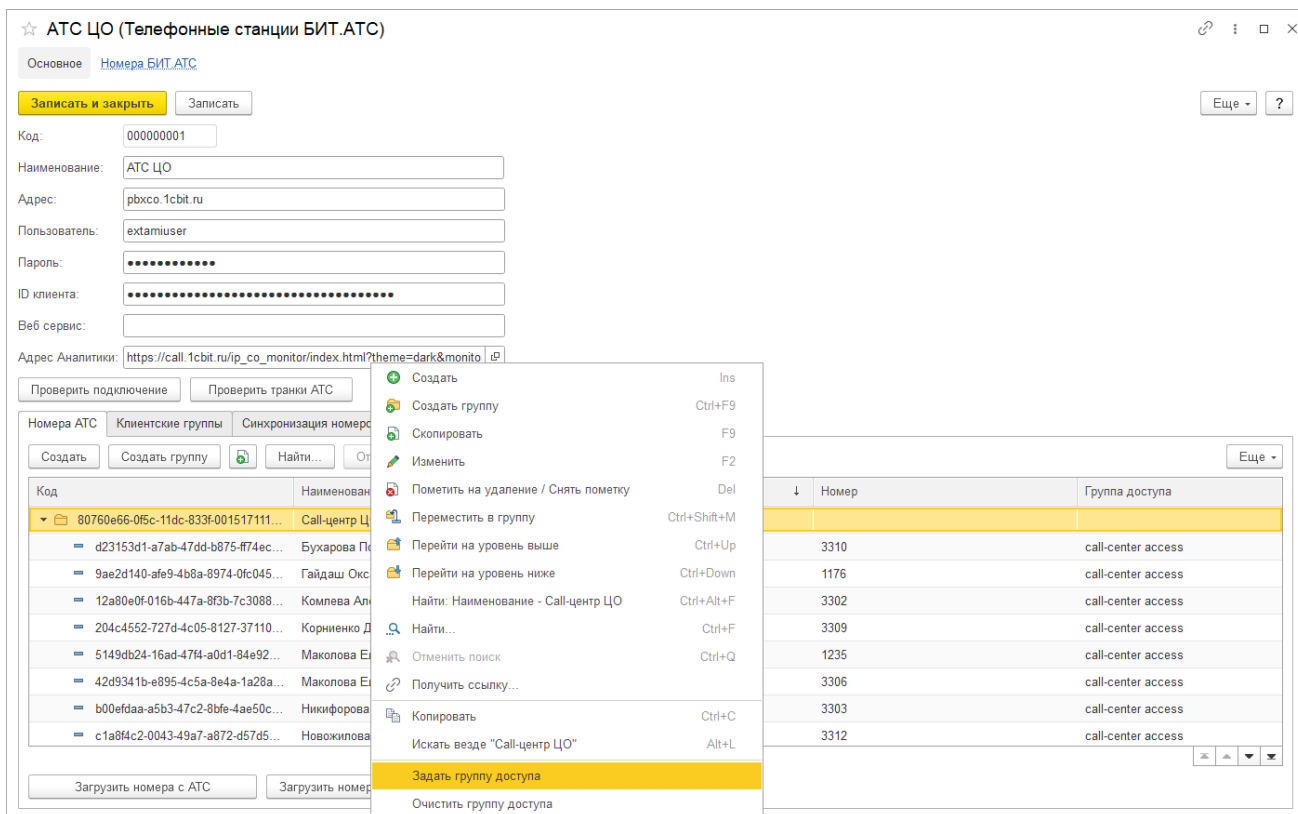 АТС ЦО (Телефонные станции БИТ.АТС)
Основное Номера БИТ.АТС
Записать и закрыть Записать Еще ?
Код: 000000001
Наименование: АТС ЦО
Адрес: pbxco.1cbit.ru
Пользователь: extamiuser
Пароль: ••••••••••••
ID клиента: ••••••••••••••••••••••••••••••••••••
Веб сервис:
Адрес Аналитики: https://call.1cbit.ru/ip_co_monitor/index.html?theme=dark&monito
Проверить подключение Проверить транки АТС
Номера АТС Клиентские группы Синхронизация номеро
Создать Создать группу Найти... От Еще
Код Наименован ↓ Номер Группа доступа
80760e66-0f5c-11dc-833f-001517111... Call-центр Ц
d23153d1-a7ab-47dd-b875-ff74ec... Бухарова По 3310 call-center access
9ae2d140-afe9-4b8a-8974-0fc045... Гайдаш Окс 1176 call-center access
12a80e0f-016b-447a-8f3b-7c3088... Комлева Але 3302 call-center access
204c4552-727d-4c05-8127-37110... Корниенко Д 3309 call-center access
5149db24-16ad-47f4-a0d1-84e92... Маколова Ег 1235 call-center access
42d9341b-e895-4c5a-8e4a-1a28a... Маколова Ег 3306 call-center access
b00efdaa-a5b3-47c2-8bfe-4ae50c... Никифорова 3303 call-center access
c1a8f4c2-0043-49a7-a872-d57d5... Новожилова 3312 call-center access
Загрузить номера с АТС Загрузить номер
Создать Ins
Создать группу Ctrl+F9
Скопировать F9
Изменить F2
Пометить на удаление / Снять пометку Del
Переместить в группу Ctrl+Shift+M
Перейти на уровень выше Ctrl+Up
Перейти на уровень ниже Ctrl+Down
Найти: Наименование - Call-центр ЦО Ctrl+Alt+F
Найти... Ctrl+F
Отменить поиск Ctrl+Q
Получить ссылку...
Копировать Ctrl+C
Искать везде "Call-центр ЦО" Alt+L
Задать группу доступа
Очистить группу доступа